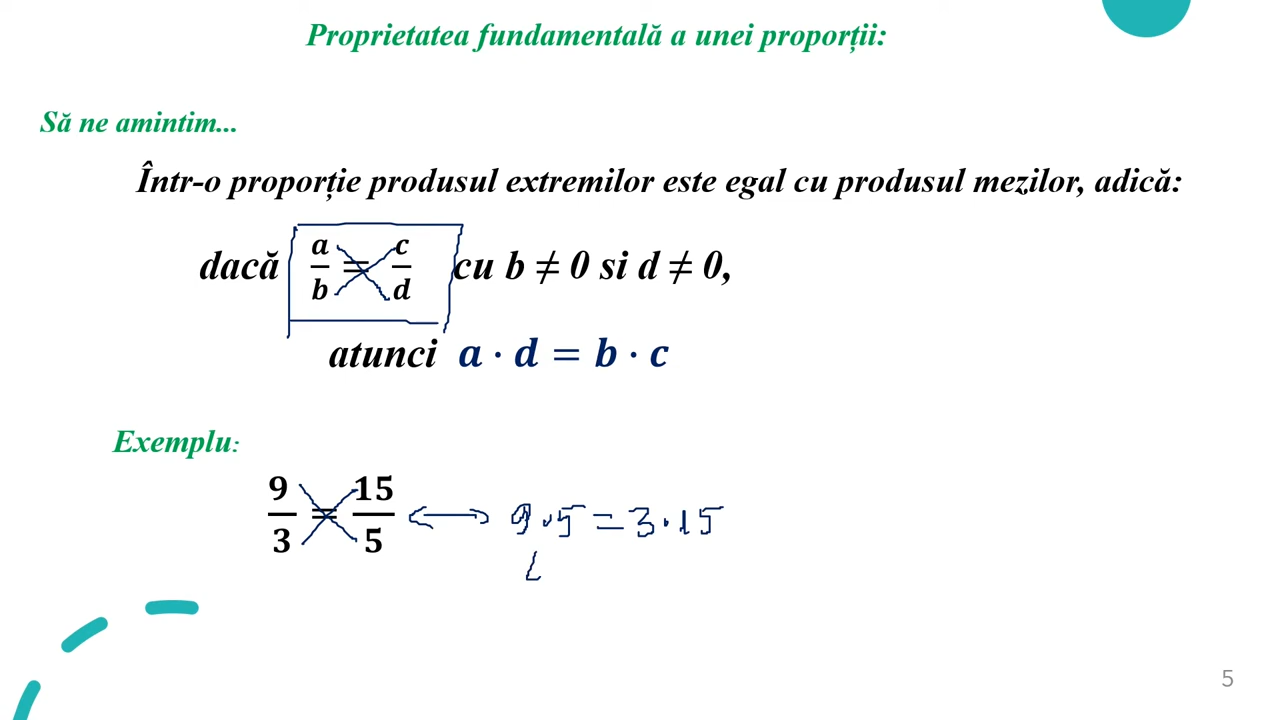 Proprietatea fundamentală a unei proporții:
Să ne amintim...
Într-o proporție produsul extremilor este egal cu produsul mezilor, adică:
dacă a/b = c/d cu b ≠ 0 si d ≠ 0,
atunci a · d = b · c
Exemplu:
9/3 = 15/5 ⟷ 9·5=3·15
5